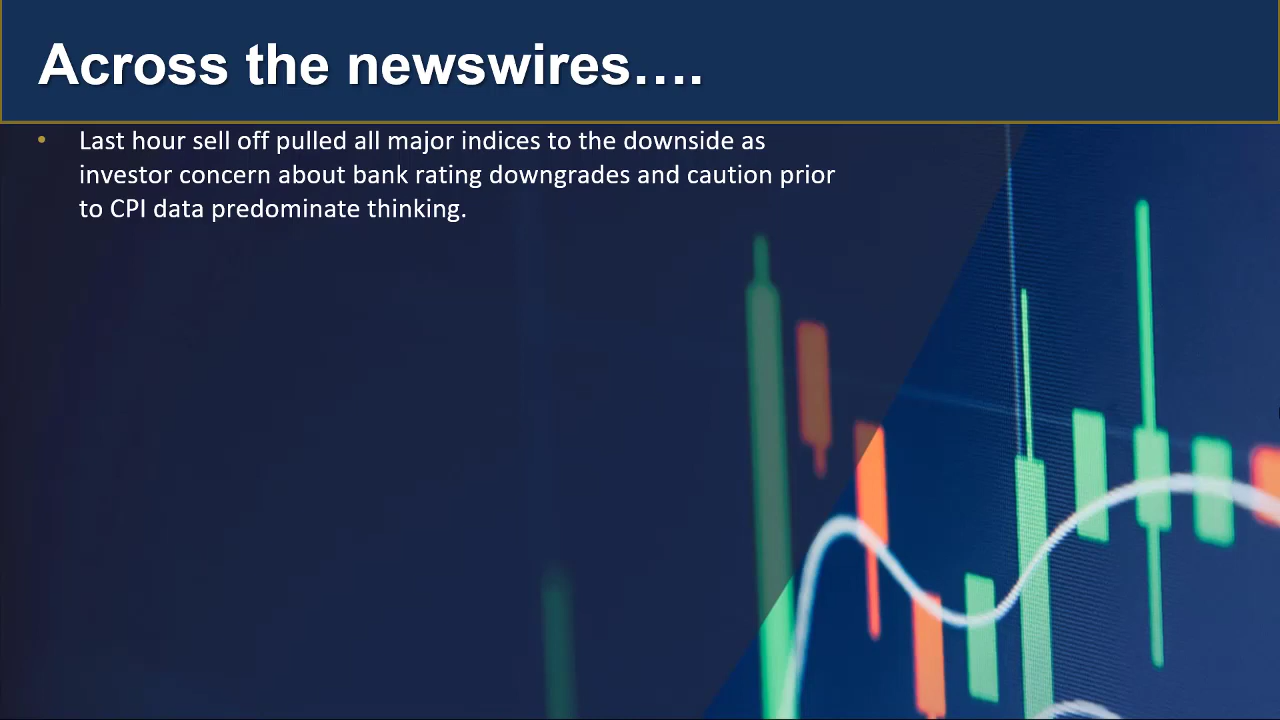 Across the newswires….
• Last hour sell off pulled all major indices to the downside as
investor concern about bank rating downgrades and caution prior
to CPI data predominate thinking.